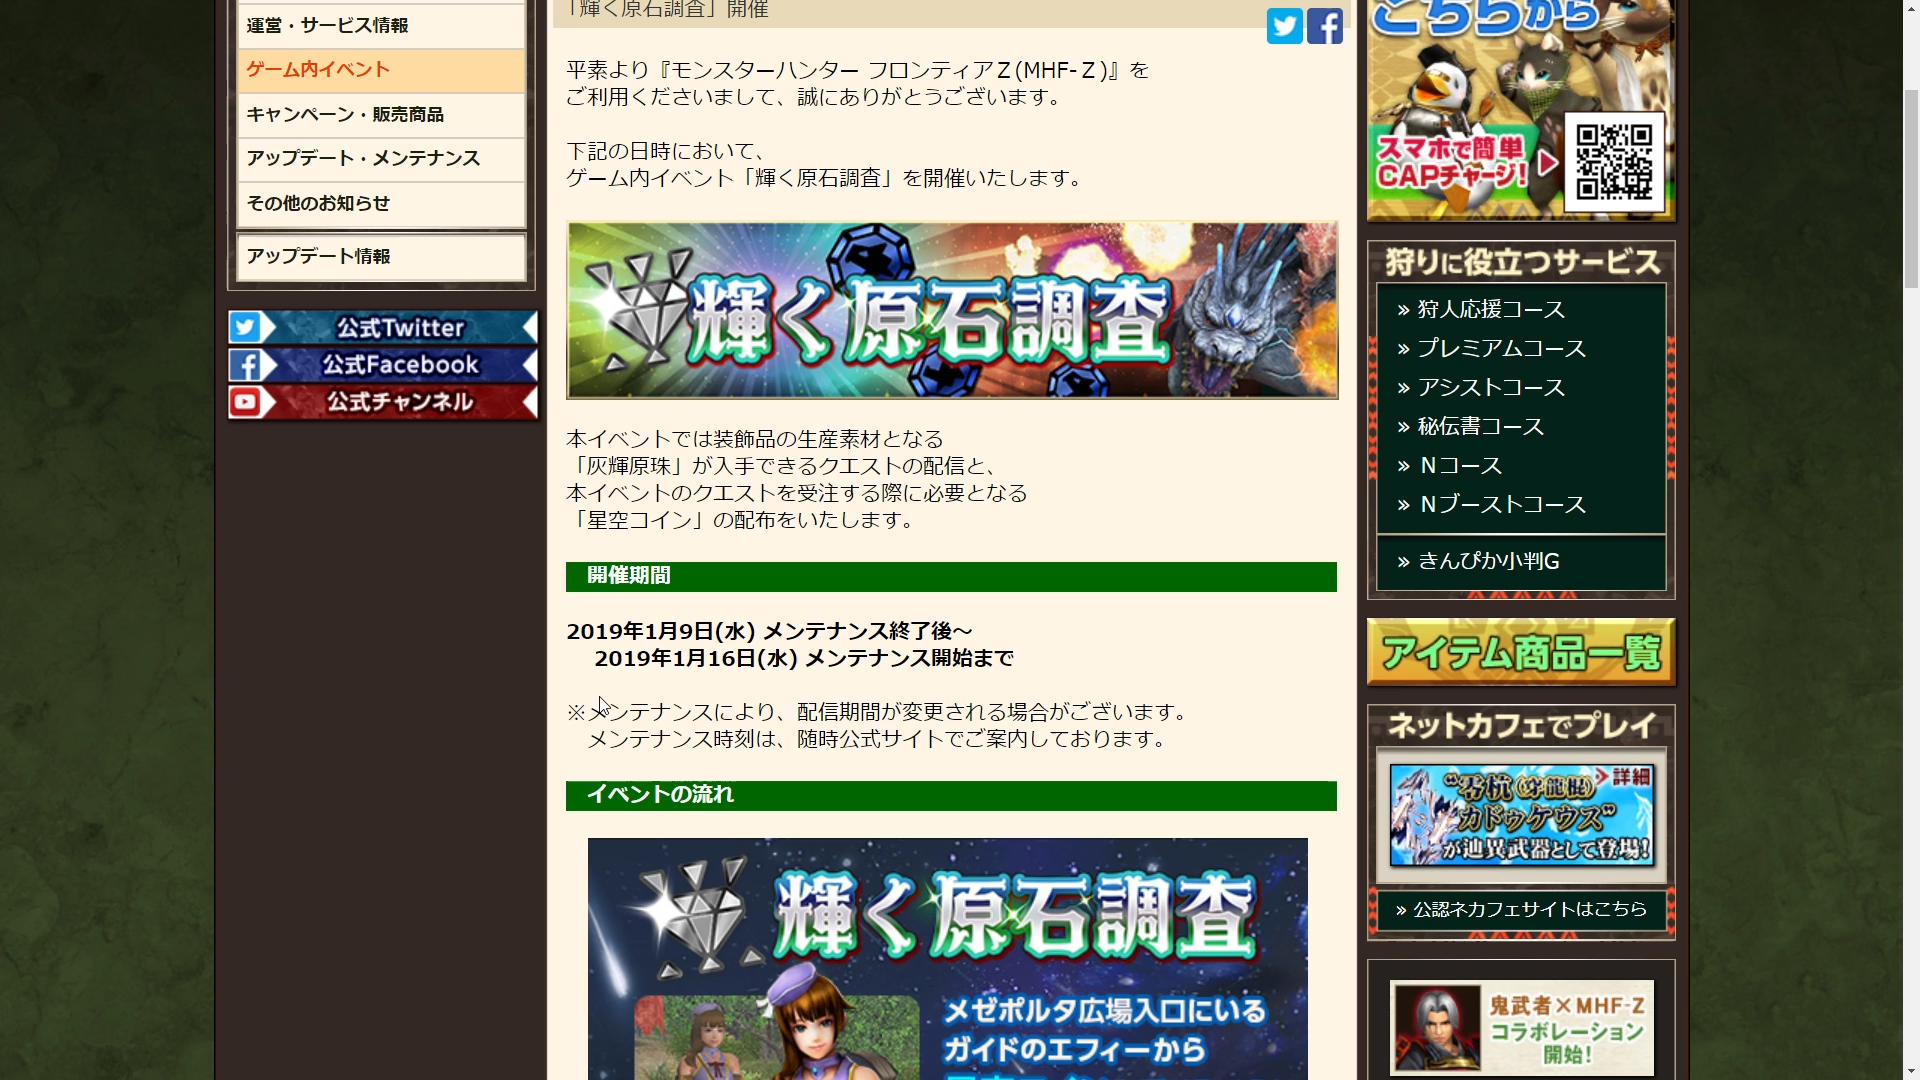 運営・サービス情報
ゲーム内イベント
キャンペーン・販売商品
アップデート・メンテナンス
その他のお知らせ
アップデート情報
公式Twitter
公式Facebook
公式チャンネル
「輝く原石調査」開催
平素より『モンスターハンター フロンティアＺ(MHF-Ｚ)』を
ご利用くださいまして、誠にありがとうございます。
下記の日時において、
ゲーム内イベント「輝く原石調査」を開催いたします。
輝く原石調査
本イベントでは装飾品の生産素材となる
「灰輝原珠」が入手できるクエストの配信と、
本イベントのクエストを受注する際に必要となる
「星空コイン」の配布をいたします。
開催期間
2019年1月9日(水) メンテナンス終了後～
2019年1月16日(水) メンテナンス開始まで
※メンテナンスにより、配信期間が変更される場合がございます。
メンテナンス時刻は、随時公式サイトでご案内しております。
イベントの流れ
輝く原石調査
メゼポルタ広場入口にいる
ガイドのエフィーから
こちらから
スマホで簡単
CAPチャージ!
狩りに役立つサービス
» 狩人応援コース
» プレミアムコース
» アシストコース
» 秘伝書コース
» Ｎコース
» Ｎブーストコース
» きんぴか小判G
アイテム商品一覧
ネットカフェでプレイ
詳細
“零杭(穿龍棍)
カドゥケウス”
が辿異武器として登場!
» 公認ネカフェサイトはこちら
鬼武者×MHF-Z
コラボレーション
開始!